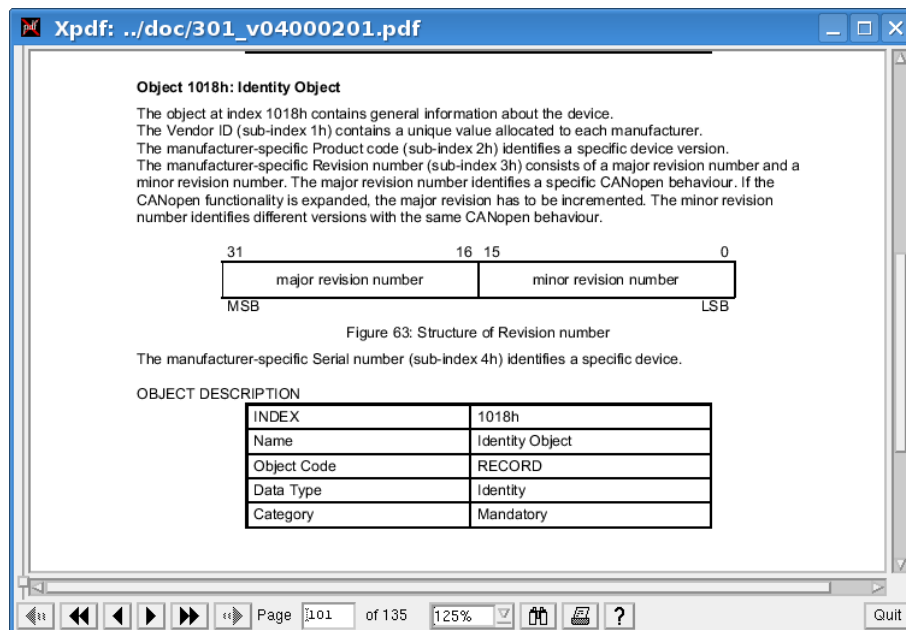 Xpdf: ../doc/301_v04000201.pdf
Object 1018h: Identity Object
The object at index 1018h contains general information about the device.
The Vendor ID (sub-index 1h) contains a unique value allocated to each manufacturer.
The manufacturer-specific Product code (sub-index 2h) identifies a specific device version.
The manufacturer-specific Revision number (sub-index 3h) consists of a major revision number and a
minor revision number. The major revision number identifies a specific CANopen behaviour. If the
CANopen functionality is expanded, the major revision has to be incremented. The minor revision
number identifies different versions with the same CANopen behaviour.
31 16 15 0
major revision number minor revision number
MSB LSB
Figure 63: Structure of Revision number
The manufacturer-specific Serial number (sub-index 4h) identifies a specific device.
OBJECT DESCRIPTION
INDEX 1018h
Name Identity Object
Object Code RECORD
Data Type Identity
Category Mandatory
Page 101 of 135 125% ? Quit